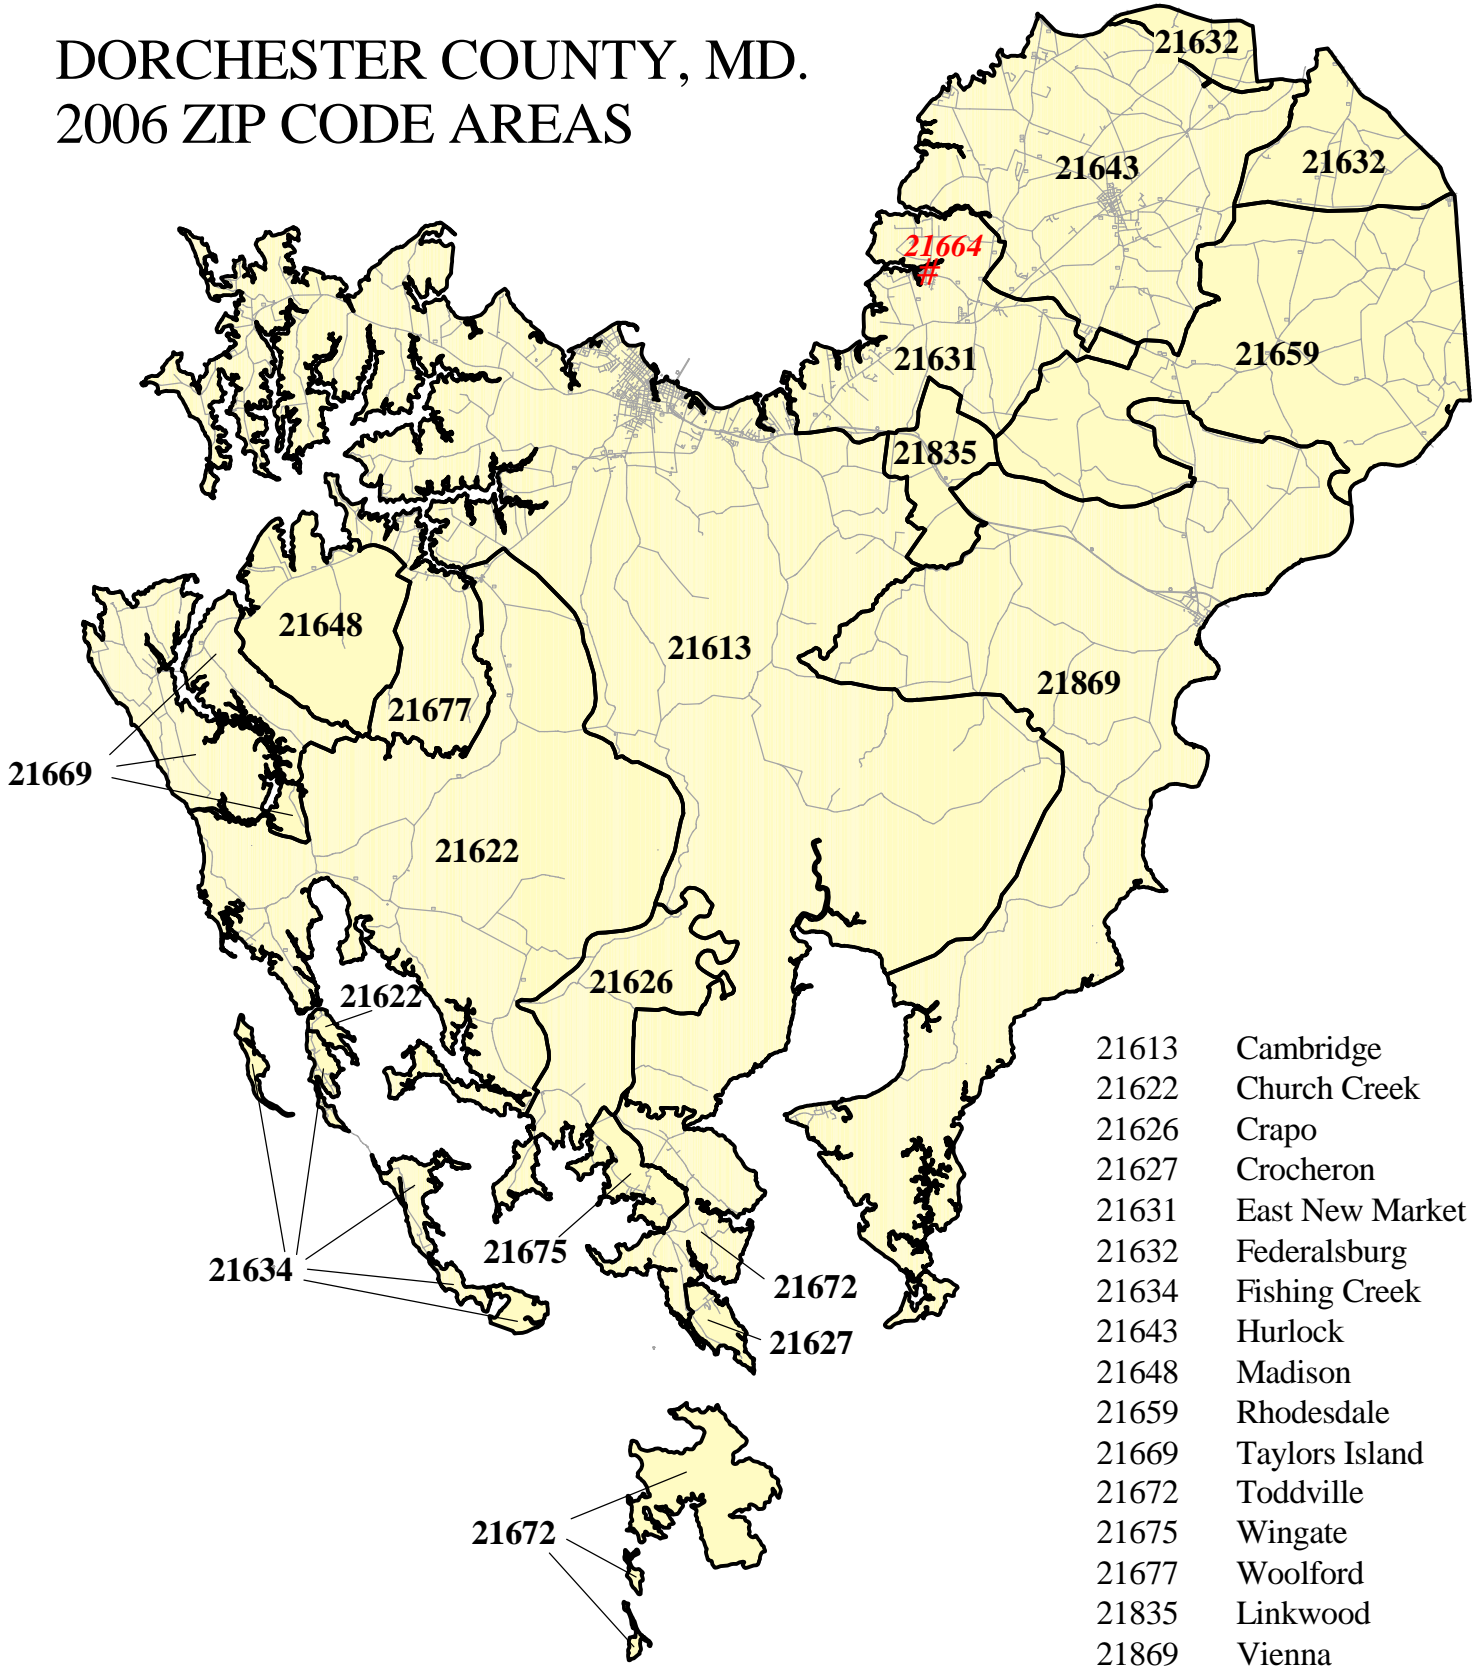 DORCHESTER COUNTY, MD.
2006 ZIP CODE AREAS
21632
21643
21632
21664
#
21631
21659
21835
21648
21613
21677
21869
21669
21622
21626
21622
21634
21675
21672
21627
21672
21613 Cambridge
21622 Church Creek
21626 Crapo
21627 Crocheron
21631 East New Market
21632 Federalsburg
21634 Fishing Creek
21643 Hurlock
21648 Madison
21659 Rhodesdale
21669 Taylors Island
21672 Toddville
21675 Wingate
21677 Woolford
21835 Linkwood
21869 Vienna